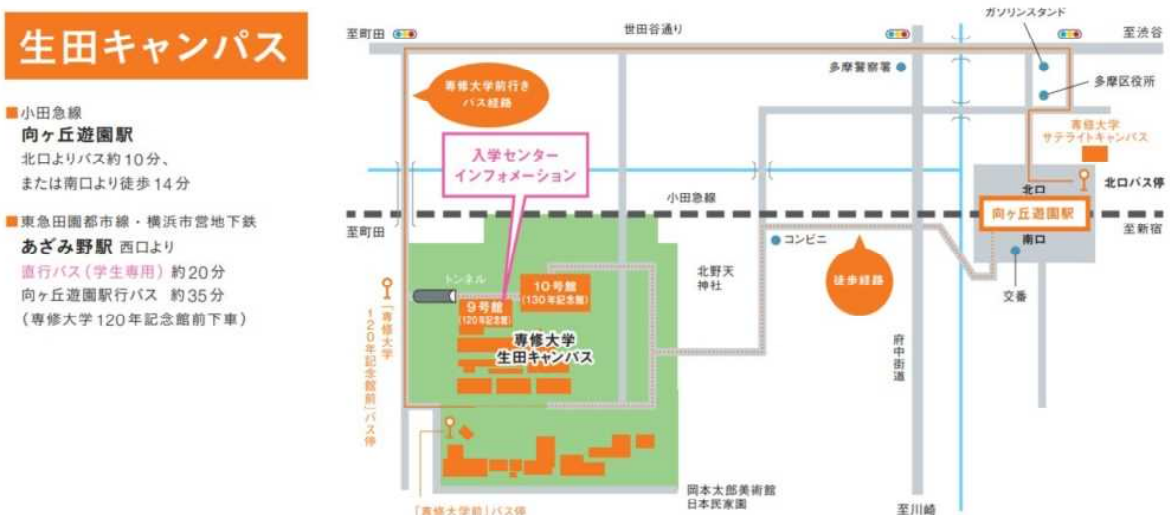 生田キャンパス
■小田急線
向ヶ丘遊園駅
北口よりバス約10分、
または南口より徒歩14分
■東急田園都市線・横浜市営地下鉄
あざみ野駅 西口より
直行バス(学生専用) 約20分
向ヶ丘遊園駅行バス 約35分
(専修大学120年記念館前下車)
ガソリンスタンド
至町田
世田谷通り
至渋谷
多摩警察署
多摩区役所
専修大学前行き
バス経路
専修大学
サテライトキャンパス
入学センター
インフォメーション
北口
北口バス停
小田急線
向ヶ丘遊園駅
至町田
至新宿
コンビニ
南口
トンネル
北野天
神社
徒歩経路
交番
10号館
(130年記念館)
9号館
(120年記念館)
「専修大学
120年記念館前」バス停
専修大学
生田キャンパス
府中街道
岡本太郎美術館
日本民家園
「専修大学前」バス停
至川崎